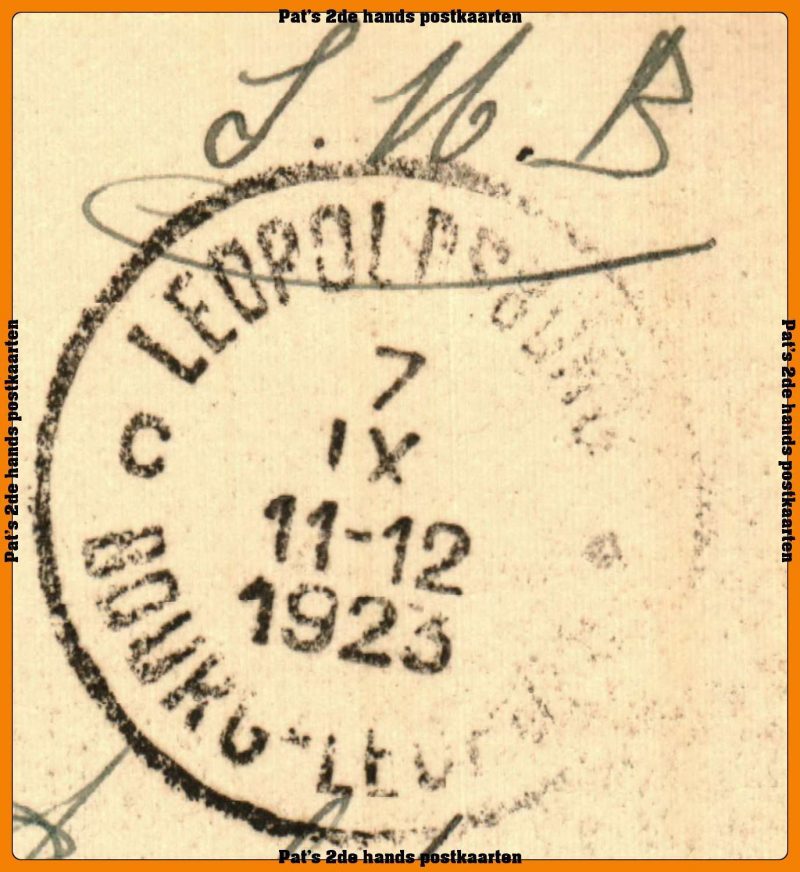 Pat's 2de hands postkaarten
S. M. B
LEOPOLDSBURG
C
7
IX
11-12
1923
BOURG-LEOPOLD
Pat's 2de hands postkaarten
Pat's 2de hands postkaarten
Pat's 2de hands postkaarten